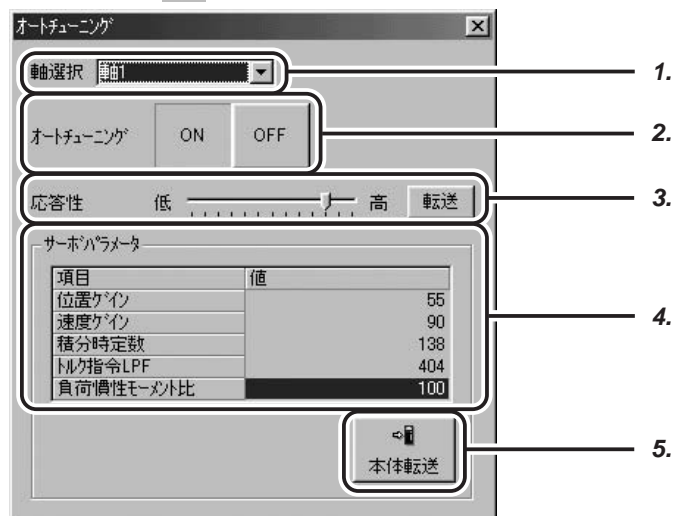 オートチューニング
軸選択 軸1
1.
オートチューニング ON OFF
2.
応答性 低 高 転送
3.
サーボパラメータ
項目 値
位置ゲイン 55
速度ゲイン 90
積分時定数 138
トルク指令LPF 404
負荷慣性モーメント比 100
4.
本体転送
5.